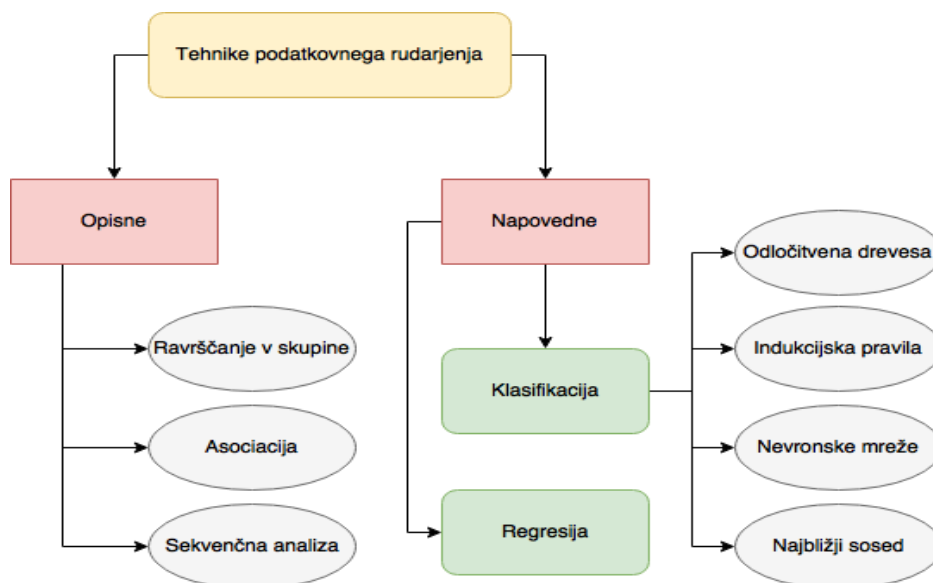 Tehnike podatkovnega rudarjenja
Opisne
Napovedne
Ravrščanje v skupine
Asociacija
Sekvenčna analiza
Klasifikacija
Regresija
Odločitvena drevesa
Indukcijska pravila
Nevronske mreže
Najbližji sosed